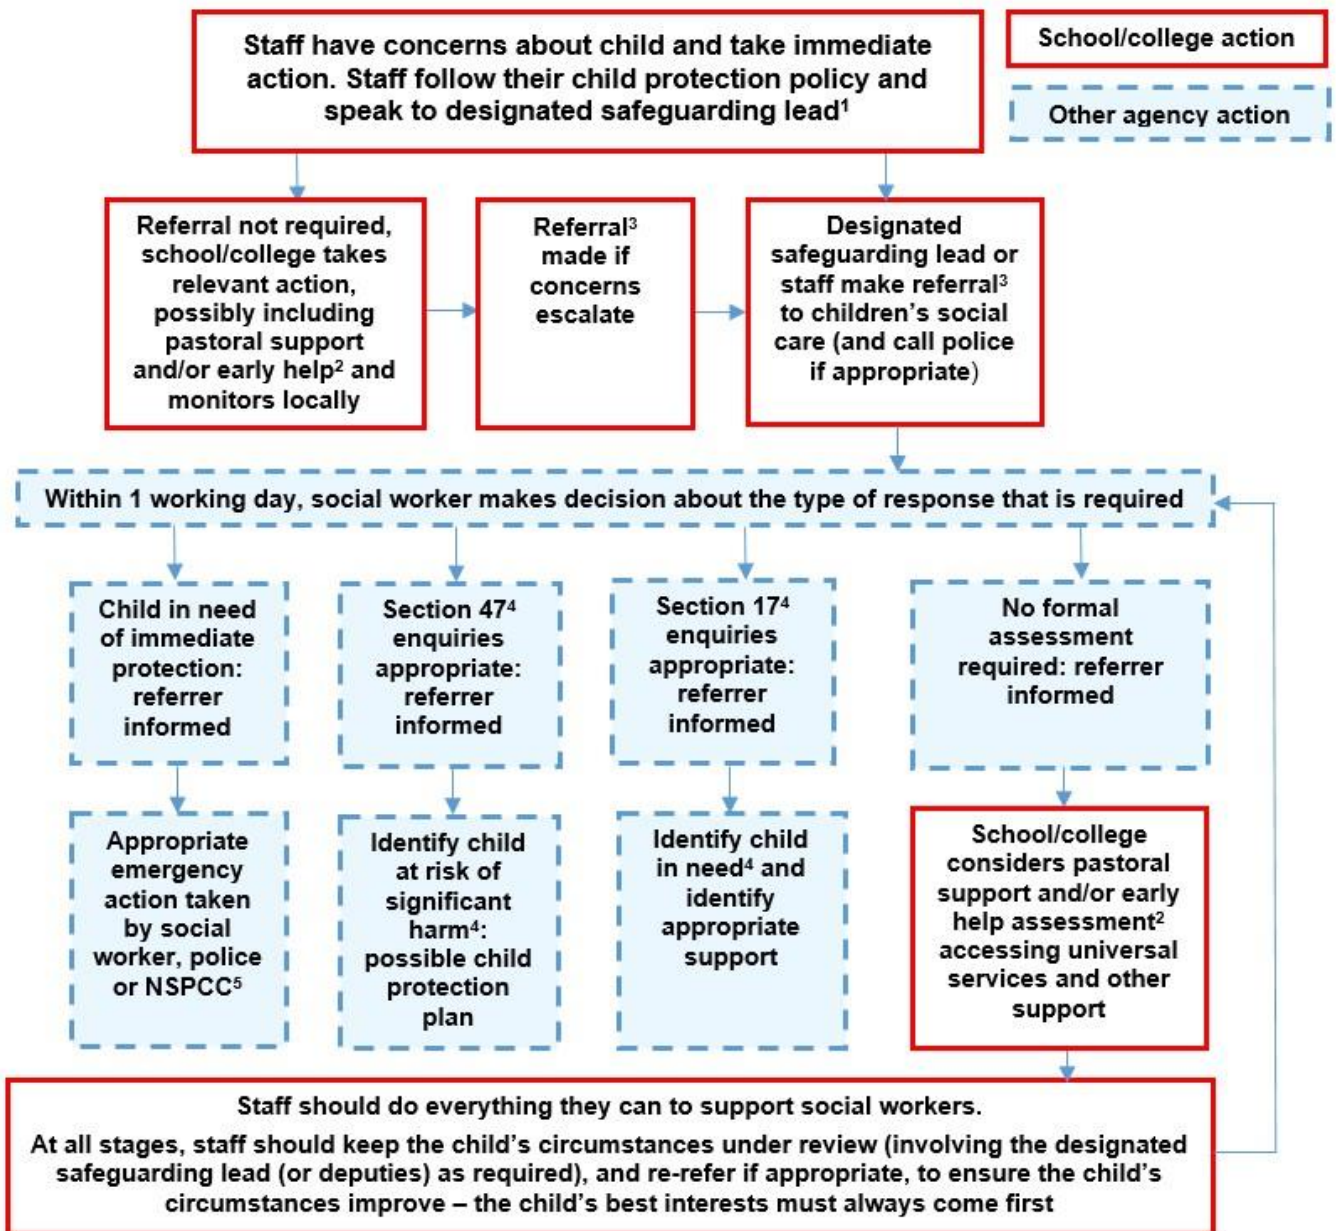 Staff have concerns about child and take immediate
action. Staff follow their child protection policy and
speak to designated safeguarding lead¹
School/college action
Other agency action
Referral not required,
school/college takes
relevant action,
possibly including
pastoral support
and/or early help² and
monitors locally
Referral³
made if
concerns
escalate
Designated
safeguarding lead or
staff make referral³
to children's social
care (and call police
if appropriate)
Within 1 working day, social worker makes decision about the type of response that is required
Child in need
of immediate
protection:
referrer
informed
Section 47⁴
enquiries
appropriate:
referrer
informed
Section 17⁴
enquiries
appropriate:
referrer
informed
No formal
assessment
required: referrer
informed
Appropriate
emergency
action taken
by social
worker, police
or NSPCC⁵
Identify child
at risk of
significant
harm⁴:
possible child
protection
plan
Identify child
in need⁴ and
identify
appropriate
support
School/college
considers pastoral
support and/or early
help assessment²
accessing universal
services and other
support
Staff should do everything they can to support social workers.
At all stages, staff should keep the child's circumstances under review (involving the designated
safeguarding lead (or deputies) as required), and re-refer if appropriate, to ensure the child's
circumstances improve – the child's best interests must always come first